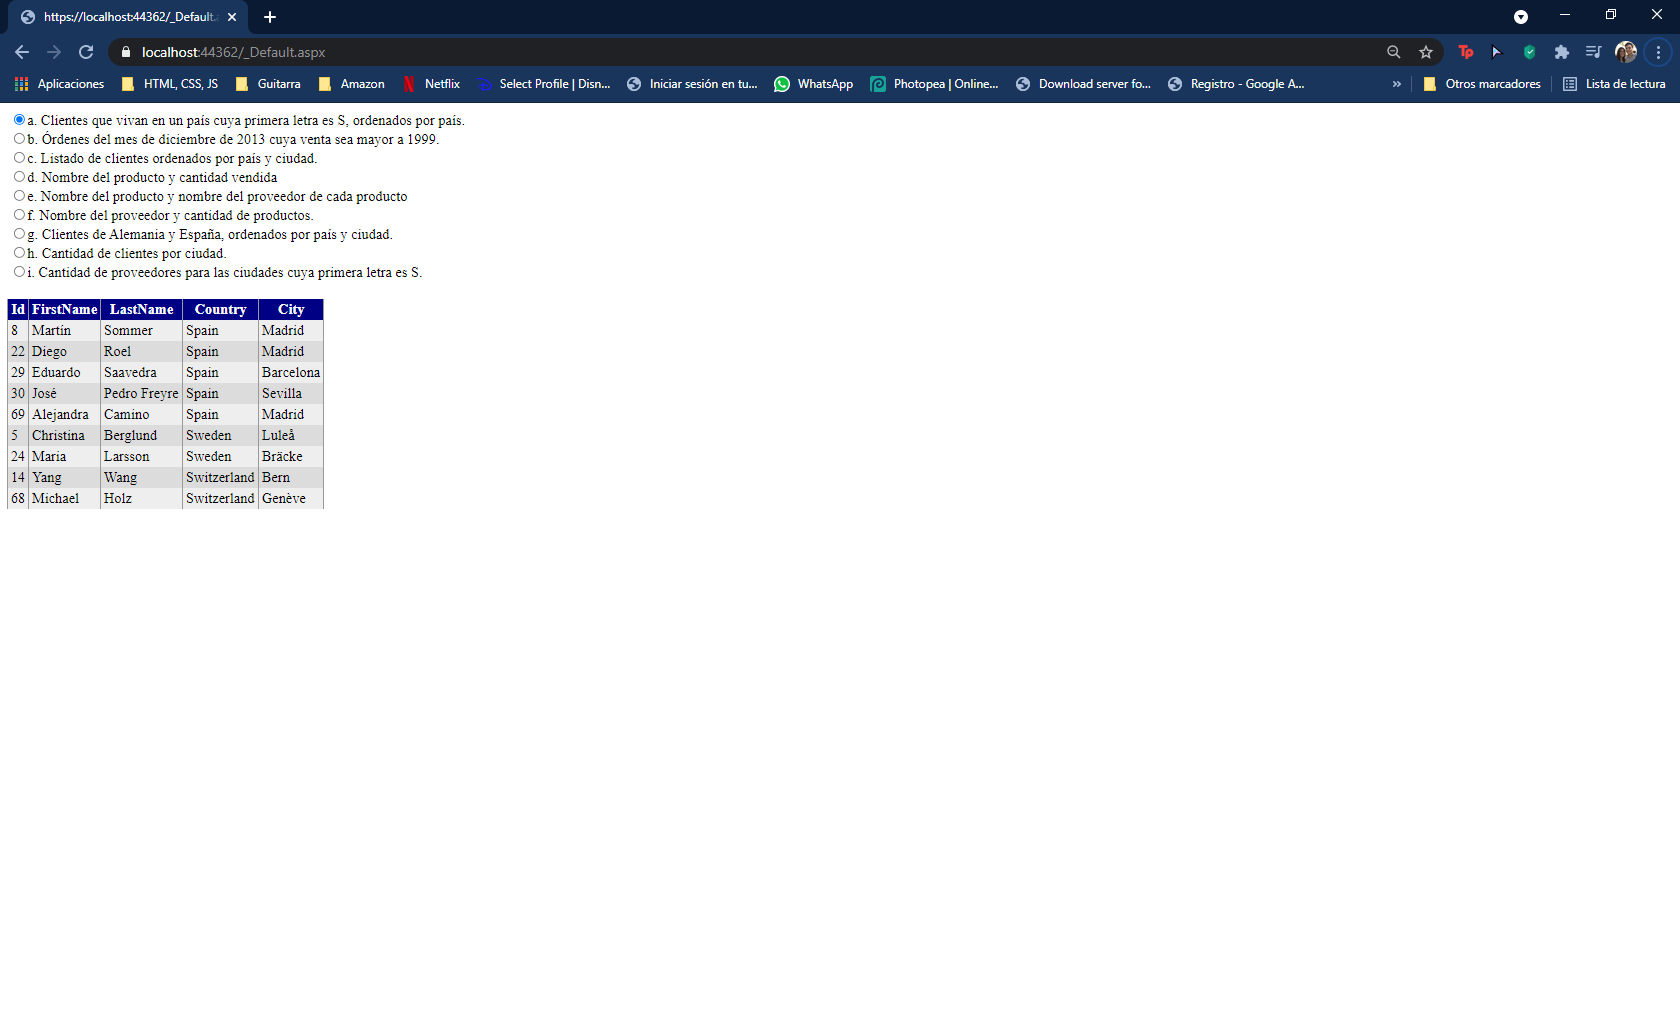 https://localhost:44362/_Default.
localhost:44362/_Default.aspx
Aplicaciones HTML, CSS, JS Guitarra Amazon Netflix Select Profile | Disn... Iniciar sesión en tu... WhatsApp Photopea | Online... Download server fo... Registro - Google A... » Otros marcadores Lista de lectura
a. Clientes que vivan en un país cuya primera letra es S, ordenados por país.
b. Órdenes del mes de diciembre de 2013 cuya venta sea mayor a 1999.
c. Listado de clientes ordenados por país y ciudad.
d. Nombre del producto y cantidad vendida
e. Nombre del producto y nombre del proveedor de cada producto
f. Nombre del proveedor y cantidad de productos.
g. Clientes de Alemania y España, ordenados por país y ciudad.
h. Cantidad de clientes por ciudad.
i. Cantidad de proveedores para las ciudades cuya primera letra es S.
Id FirstName LastName Country City
8 Martín Sommer Spain Madrid
22 Diego Roel Spain Madrid
29 Eduardo Saavedra Spain Barcelona
30 José Pedro Freyre Spain Sevilla
69 Alejandra Camino Spain Madrid
5 Christina Berglund Sweden Luleå
24 Maria Larsson Sweden Bräcke
14 Yang Wang Switzerland Bern
68 Michael Holz Switzerland Genève